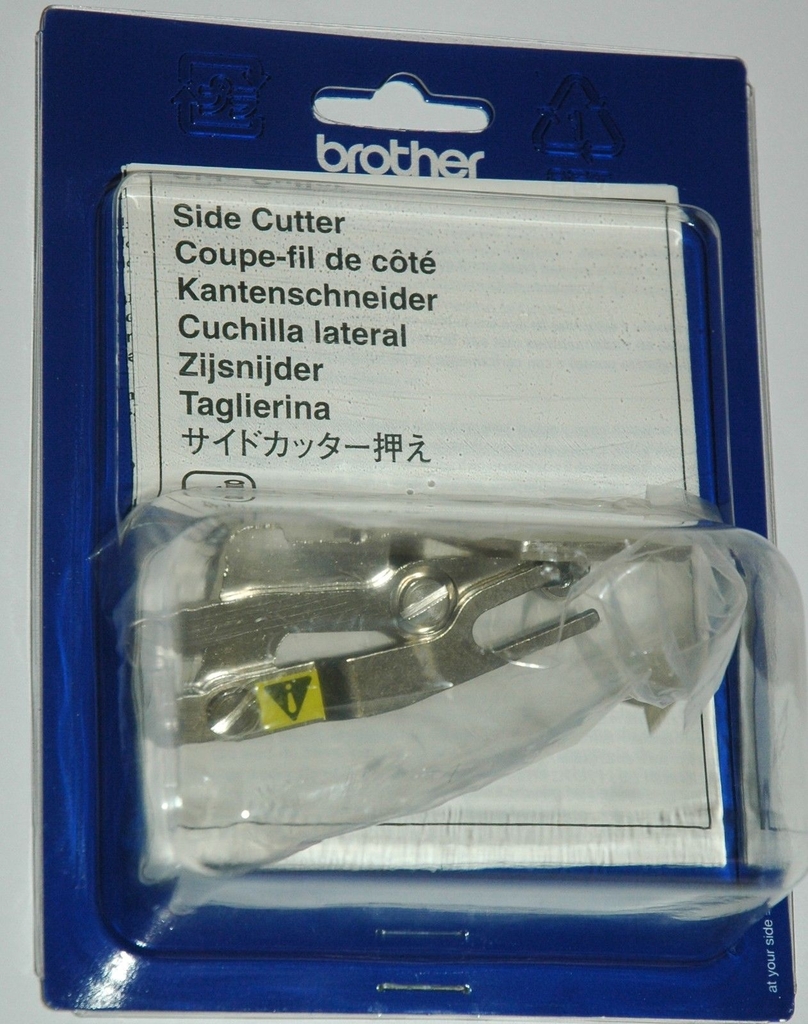 brother
Side Cutter
Coupe-fil de côté
Kantenschneider
Cuchilla lateral
Zijsnijder
Taglierina
サイドカッター押え
at your side